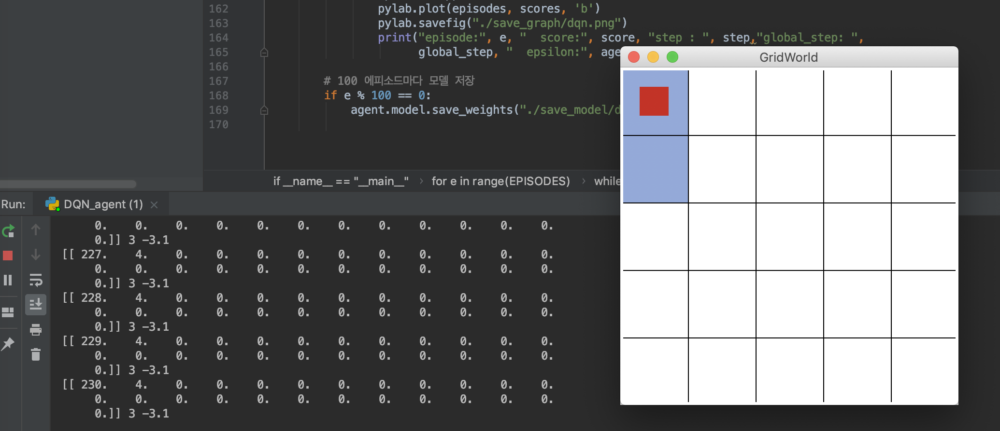 162 pylab.plot(episodes, scores, 'b')
163 pylab.savefig("./save_graph/dqn.png")
164 print("episode:", e, "  score:", score, "step : ", step,"global_step: ",
165 global_step, "  epsilon:", age
166
167 # 100 에피소드마다 모델 저장
168 if e % 100 == 0:
169 agent.model.save_weights("./save_model/d
170
GridWorld
if __name__ == "__main__" › for e in range(EPISODES) › while
Run: DQN_agent (1) ×
0. 0. 0. 0. 0. 0. 0. 0. 0. 0. 0. 0.
0.]] 3 -3.1
[[ 227. 4. 0. 0. 0. 0. 0. 0. 0. 0. 0. 0.
0. 0. 0. 0. 0. 0. 0. 0. 0. 0. 0. 0.
0.]] 3 -3.1
[[ 228. 4. 0. 0. 0. 0. 0. 0. 0. 0. 0. 0.
0. 0. 0. 0. 0. 0. 0. 0. 0. 0. 0. 0.
0.]] 3 -3.1
[[ 229. 4. 0. 0. 0. 0. 0. 0. 0. 0. 0. 0.
0. 0. 0. 0. 0. 0. 0. 0. 0. 0. 0. 0.
0.]] 3 -3.1
[[ 230. 4. 0. 0. 0. 0. 0. 0. 0. 0. 0. 0.
0. 0. 0. 0. 0. 0. 0. 0. 0. 0. 0. 0.
0.]] 3 -3.1